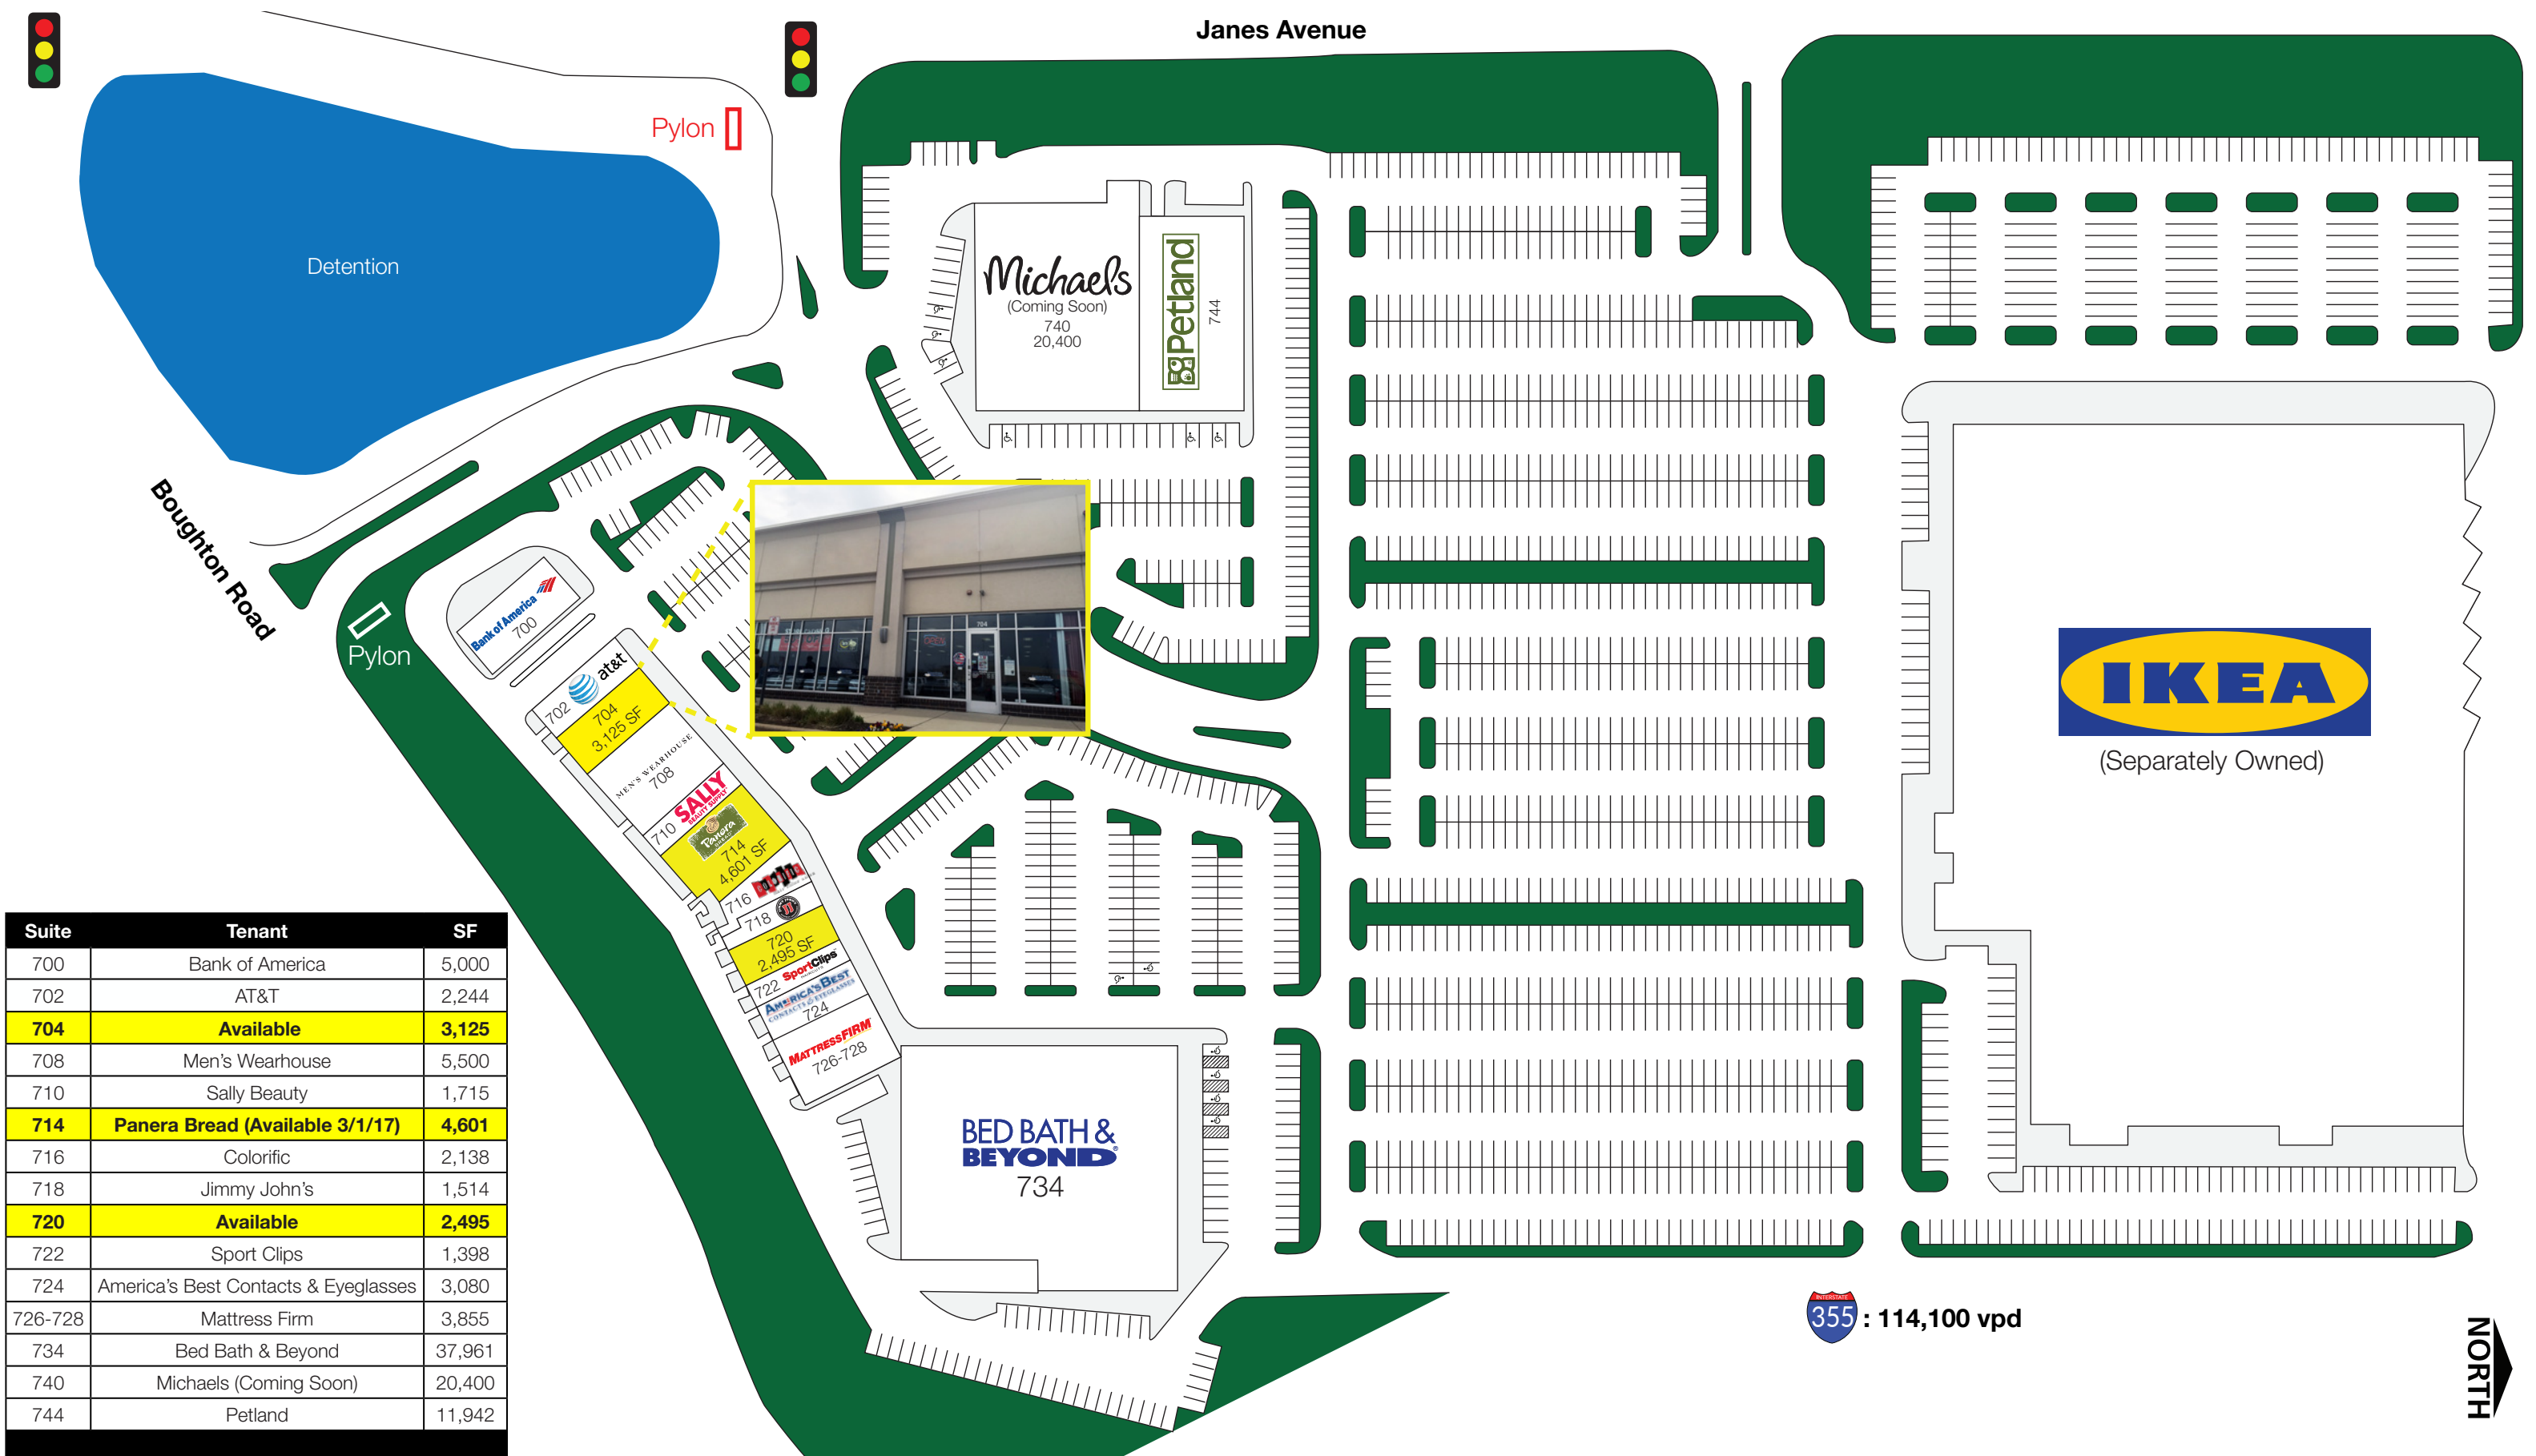 Janes Avenue
Pylon
Detention
Michaels
(Coming Soon)
740
20,400
Petland
744
Boughton Road
Pylon
Bank of America
700
at&t
702
704
3,125 SF
704
MEN'S WEARHOUSE
708
SALLY
BEAUTY SUPPLY
710
Panera
BREAD
714
4,601 SF
716
718
720
2,495 SF
SportClips
722
AMERICA'S BEST
CONTACTS & EYEGLASSES
724
MATTRESSFIRM
726-728
BED BATH &
BEYOND
734
IKEA
(Separately Owned)
INTERSTATE
355 : 114,100 vpd
NORTH
Suite Tenant SF
700 Bank of America 5,000
702 AT&T 2,244
704 Available 3,125
708 Men’s Wearhouse 5,500
710 Sally Beauty 1,715
714 Panera Bread (Available 3/1/17) 4,601
716 Colorific 2,138
718 Jimmy John’s 1,514
720 Available 2,495
722 Sport Clips 1,398
724 America’s Best Contacts & Eyeglasses 3,080
726-728 Mattress Firm 3,855
734 Bed Bath & Beyond 37,961
740 Michaels (Coming Soon) 20,400
744 Petland 11,942